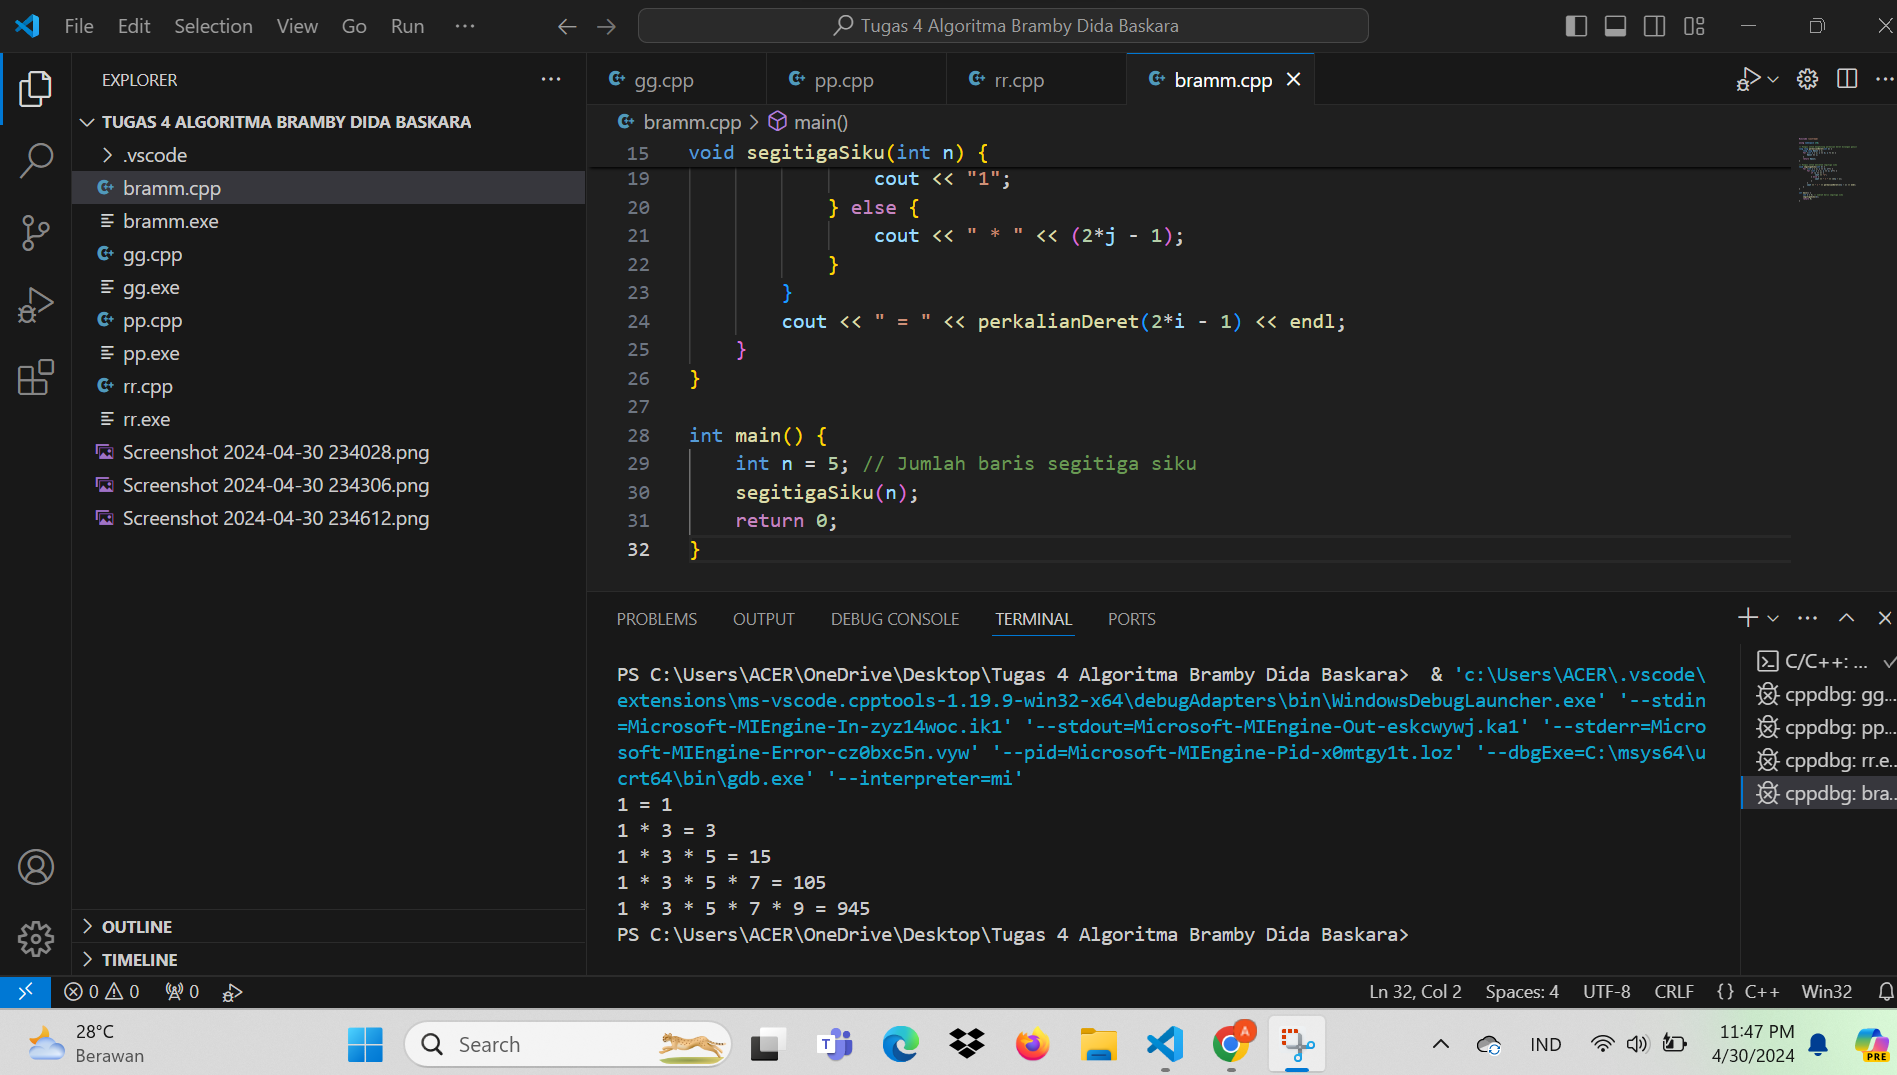 File Edit Selection View Go Run ··· Tugas 4 Algoritma Bramby Dida Baskara
EXPLORER ···
TUGAS 4 ALGORITMA BRAMBY DIDA BASKARA
.vscode
bramm.cpp
bramm.exe
gg.cpp
gg.exe
pp.cpp
pp.exe
rr.cpp
rr.exe
Screenshot 2024-04-30 234028.png
Screenshot 2024-04-30 234306.png
Screenshot 2024-04-30 234612.png
OUTLINE
TIMELINE
gg.cpp pp.cpp rr.cpp bramm.cpp
bramm.cpp > main()
15 void segitigaSiku(int n) {
19 cout << "1";
20 } else {
21 cout << " * " << (2*j - 1);
22 }
23 }
24 cout << " = " << perkalianDeret(2*i - 1) << endl;
25 }
26 }
27
28 int main() {
29 int n = 5; // Jumlah baris segitiga siku
30 segitigaSiku(n);
31 return 0;
32 }
PROBLEMS OUTPUT DEBUG CONSOLE TERMINAL PORTS
PS C:\Users\ACER\OneDrive\Desktop\Tugas 4 Algoritma Bramby Dida Baskara>  & 'c:\Users\ACER\.vscode\
extensions\ms-vscode.cpptools-1.19.9-win32-x64\debugAdapters\bin\WindowsDebugLauncher.exe' '--stdin
=Microsoft-MIEngine-In-zyz14woc.ik1' '--stdout=Microsoft-MIEngine-Out-eskcwywj.ka1' '--stderr=Micro
soft-MIEngine-Error-cz0bxc5n.vyw' '--pid=Microsoft-MIEngine-Pid-x0mtgy1t.loz' '--dbgExe=C:\msys64\u
crt64\bin\gdb.exe' '--interpreter=mi'
1 = 1
1 * 3 = 3
1 * 3 * 5 = 15
1 * 3 * 5 * 7 = 105
1 * 3 * 5 * 7 * 9 = 945
PS C:\Users\ACER\OneDrive\Desktop\Tugas 4 Algoritma Bramby Dida Baskara>
C/C++: ...
cppdbg: gg...
cppdbg: pp...
cppdbg: rr.e...
cppdbg: bra...
0 0 0 Ln 32, Col 2 Spaces: 4 UTF-8 CRLF {} C++ Win32
28°C
Berawan
Search
A
T
IND
11:47 PM
4/30/2024
PRE